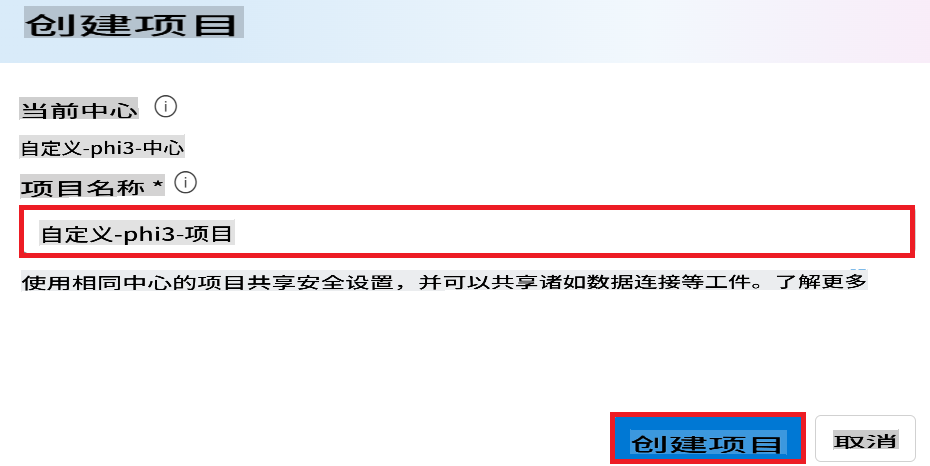 创建项目
当前中心
自定义-phi3-中心
项目名称 *
自定义-phi3-项目
使用相同中心的项目共享安全设置，并可以共享诸如数据连接等工件。了解更多
创建项目 取消